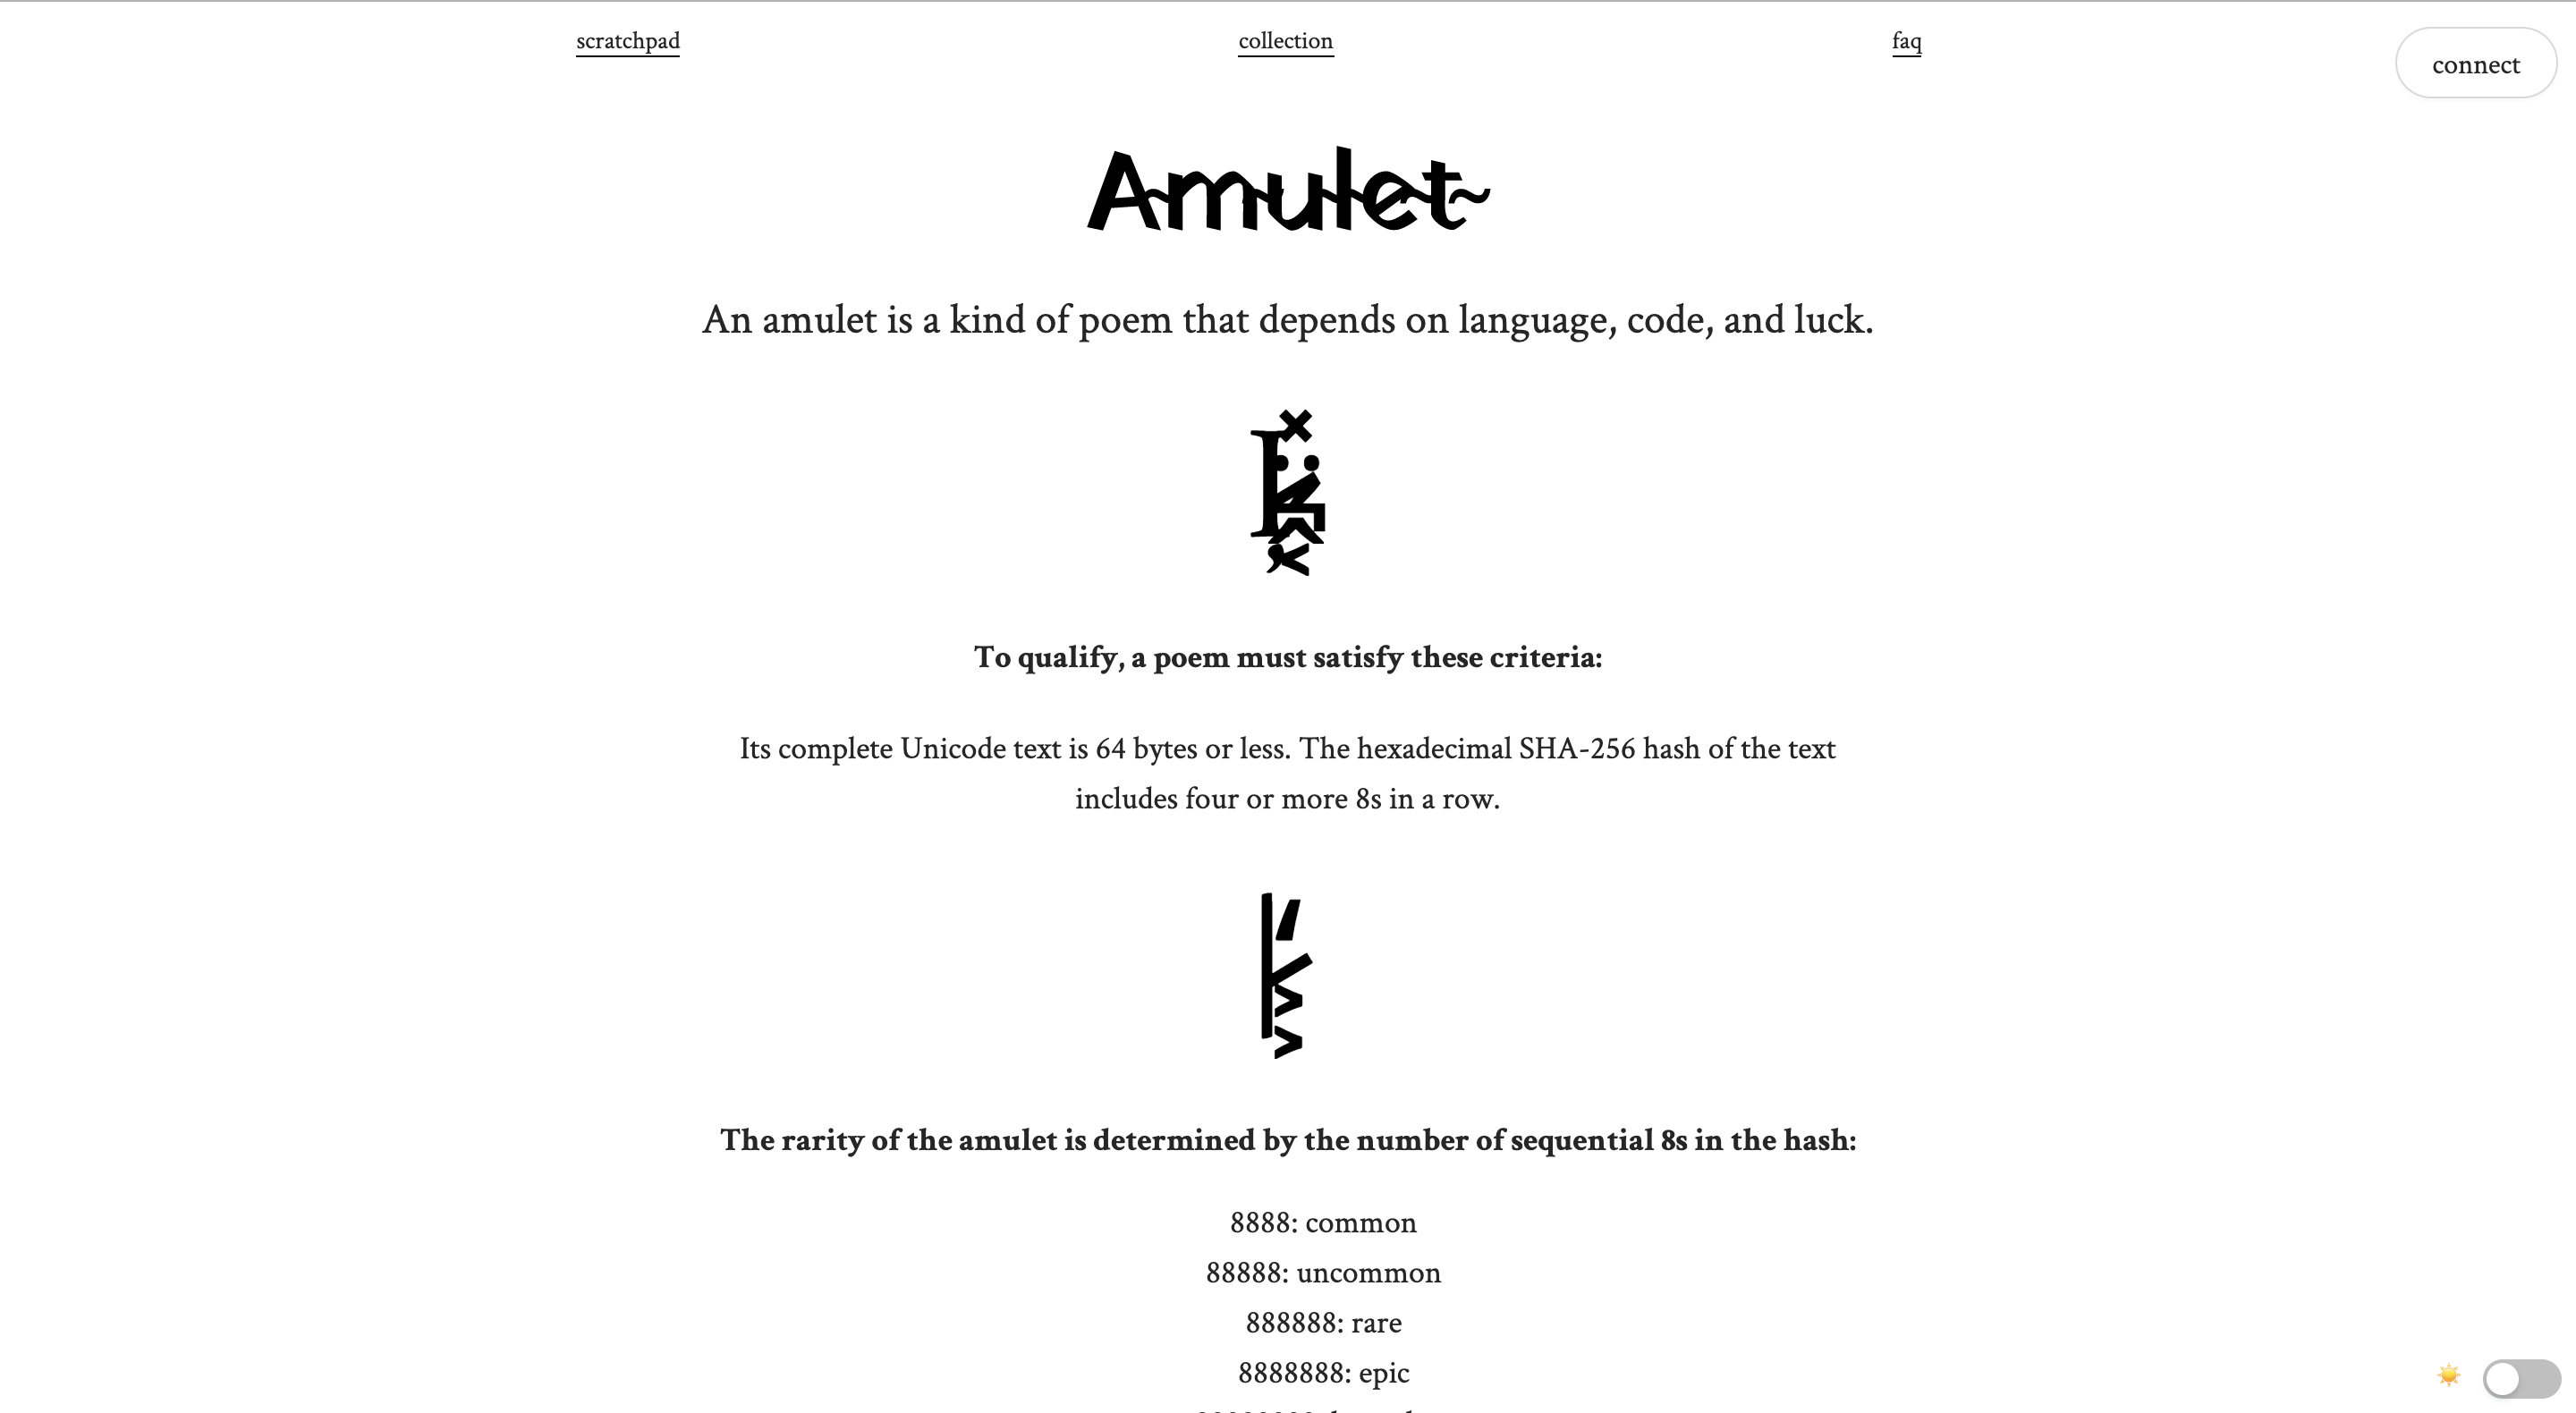 scratchpad
collection
faq
connect
Amulet
An amulet is a kind of poem that depends on language, code, and luck.
To qualify, a poem must satisfy these criteria:
Its complete Unicode text is 64 bytes or less. The hexadecimal SHA-256 hash of the text
includes four or more 8s in a row.
The rarity of the amulet is determined by the number of sequential 8s in the hash:
8888: common
88888: uncommon
888888: rare
8888888: epic